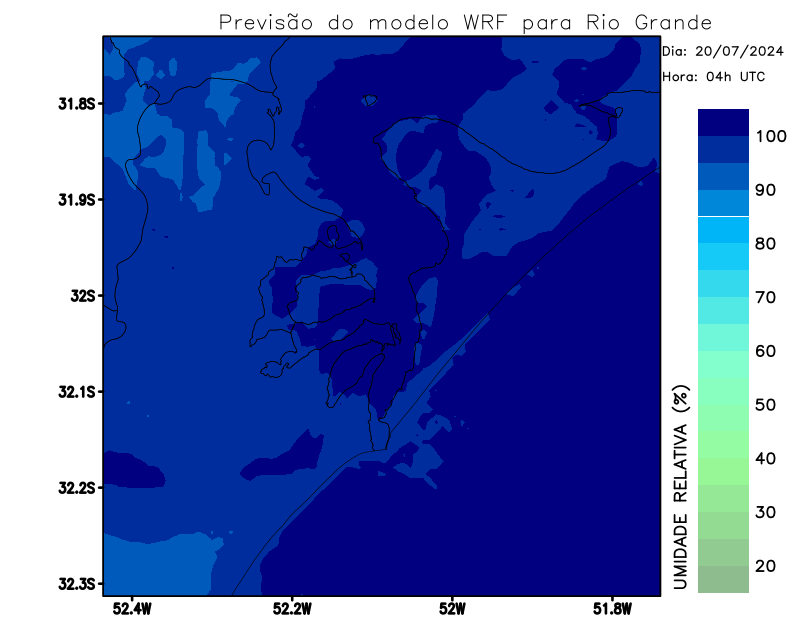 Previsão do modelo WRF para Rio Grande
Dia: 20/07/2024
Hora: 04h UTC
31.8S
31.9S
32S
32.1S
32.2S
32.3S
52.4W
52.2W
52W
51.8W
100
90
80
70
60
50
40
30
20
UMIDADE RELATIVA (%)